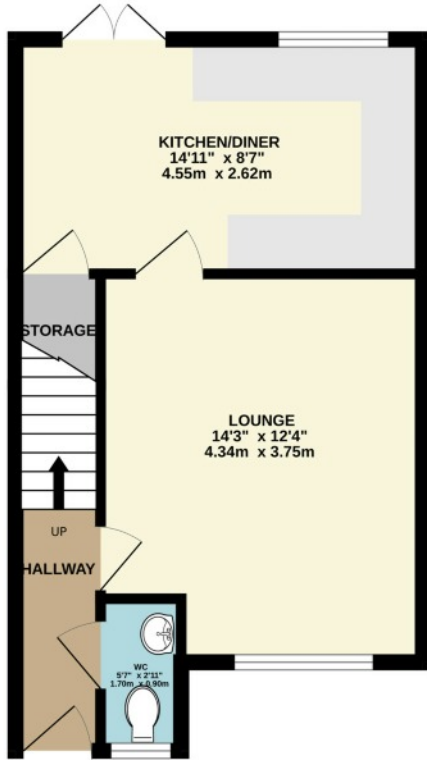 KITCHEN/DINER
14'11" x 8'7"
4.55m x 2.62m
STORAGE
LOUNGE
14'3" x 12'4"
4.34m x 3.75m
UP
HALLWAY
WC
5'7" x 2'11"
1.70m x 0.90m